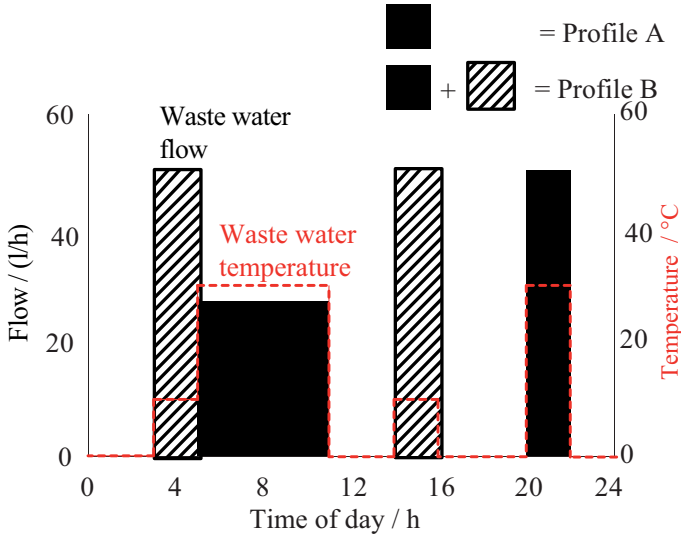 = Profile A
+ = Profile B
Waste water
flow
Waste water
temperature
Flow / (l/h)
60
40
20
0
60
40
20
0
Temperature / °C
0 4 8 12 16 20 24
Time of day / h